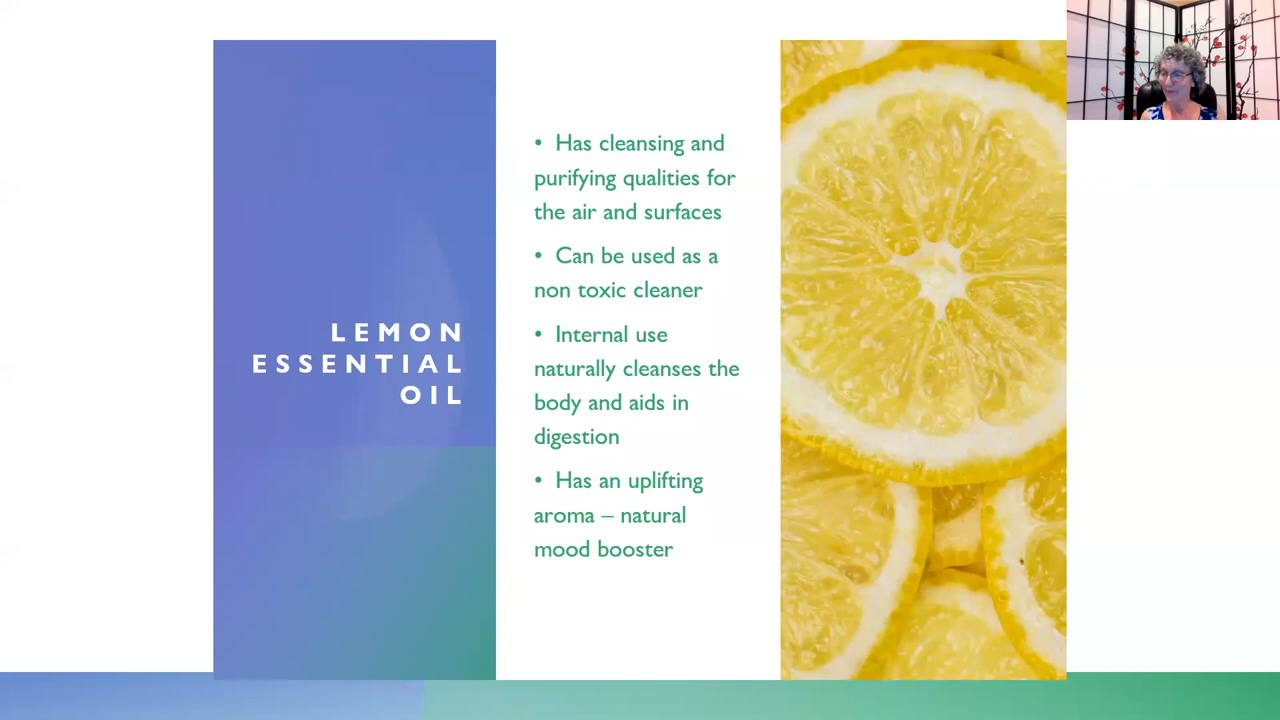 LEMON
ESSENTIAL
OIL
• Has cleansing and
purifying qualities for
the air and surfaces
• Can be used as a
non toxic cleaner
• Internal use
naturally cleanses the
body and aids in
digestion
• Has an uplifting
aroma – natural
mood booster